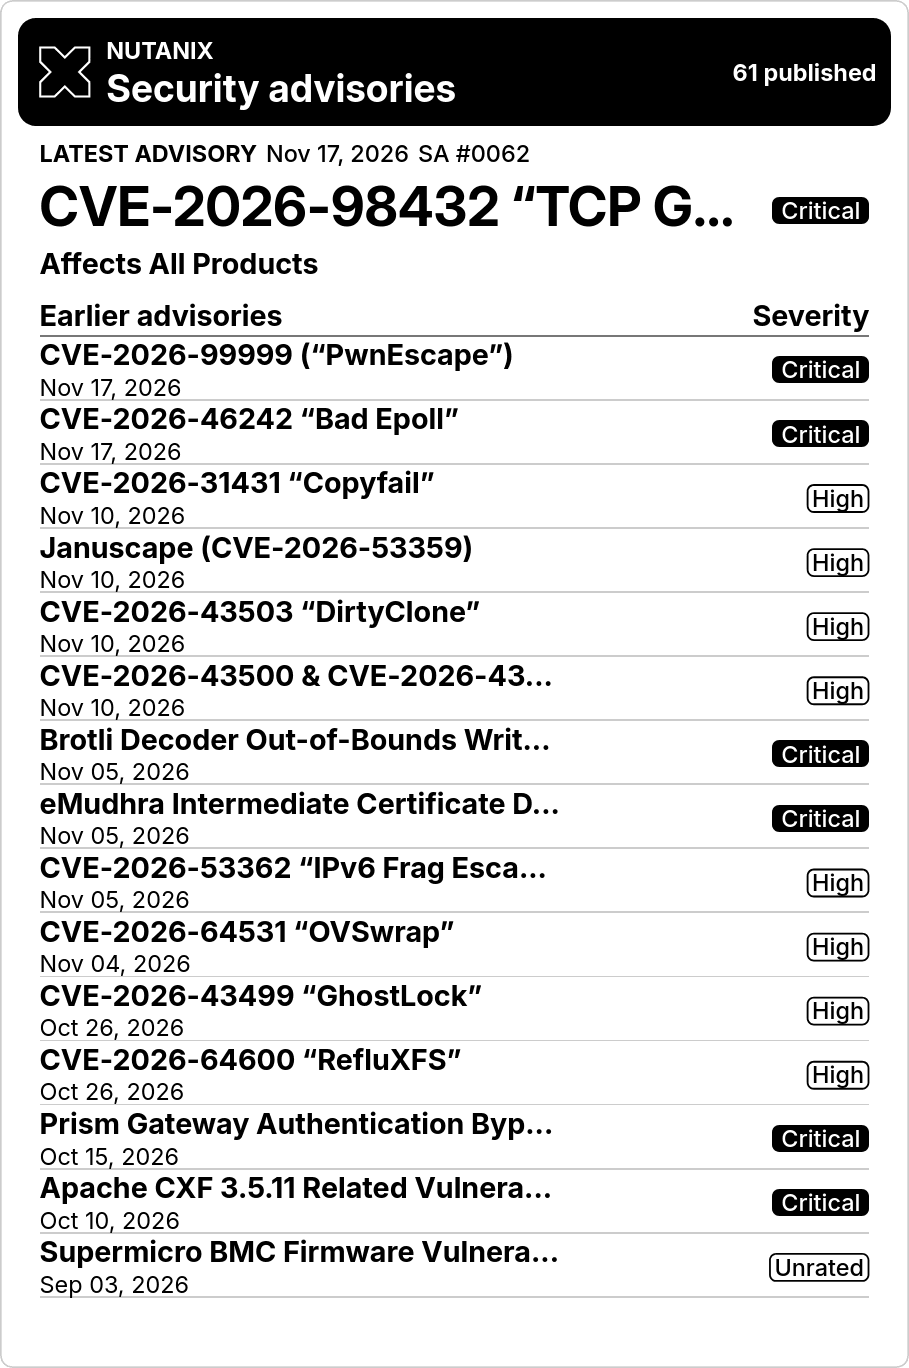 NUTANIX
Security advisories
61 published
LATEST ADVISORY Nov 17, 2026 SA #0062
CVE-2026-98432 “TCP G...
Critical
Affects All Products
Earlier advisories
Severity
CVE-2026-99999 (“PwnEscape”)
Nov 17, 2026
Critical
CVE-2026-46242 “Bad Epoll”
Nov 17, 2026
Critical
CVE-2026-31431 “Copyfail”
Nov 10, 2026
High
Januscape (CVE-2026-53359)
Nov 10, 2026
High
CVE-2026-43503 “DirtyClone”
Nov 10, 2026
High
CVE-2026-43500 & CVE-2026-43...
Nov 10, 2026
High
Brotli Decoder Out-of-Bounds Writ...
Nov 05, 2026
Critical
eMudhra Intermediate Certificate D...
Nov 05, 2026
Critical
CVE-2026-53362 “IPv6 Frag Esca...
Nov 05, 2026
High
CVE-2026-64531 “OVSwrap”
Nov 04, 2026
High
CVE-2026-43499 “GhostLock”
Oct 26, 2026
High
CVE-2026-64600 “RefluXFS”
Oct 26, 2026
High
Prism Gateway Authentication Byp...
Oct 15, 2026
Critical
Apache CXF 3.5.11 Related Vulnera...
Oct 10, 2026
Critical
Supermicro BMC Firmware Vulnera...
Sep 03, 2026
Unrated